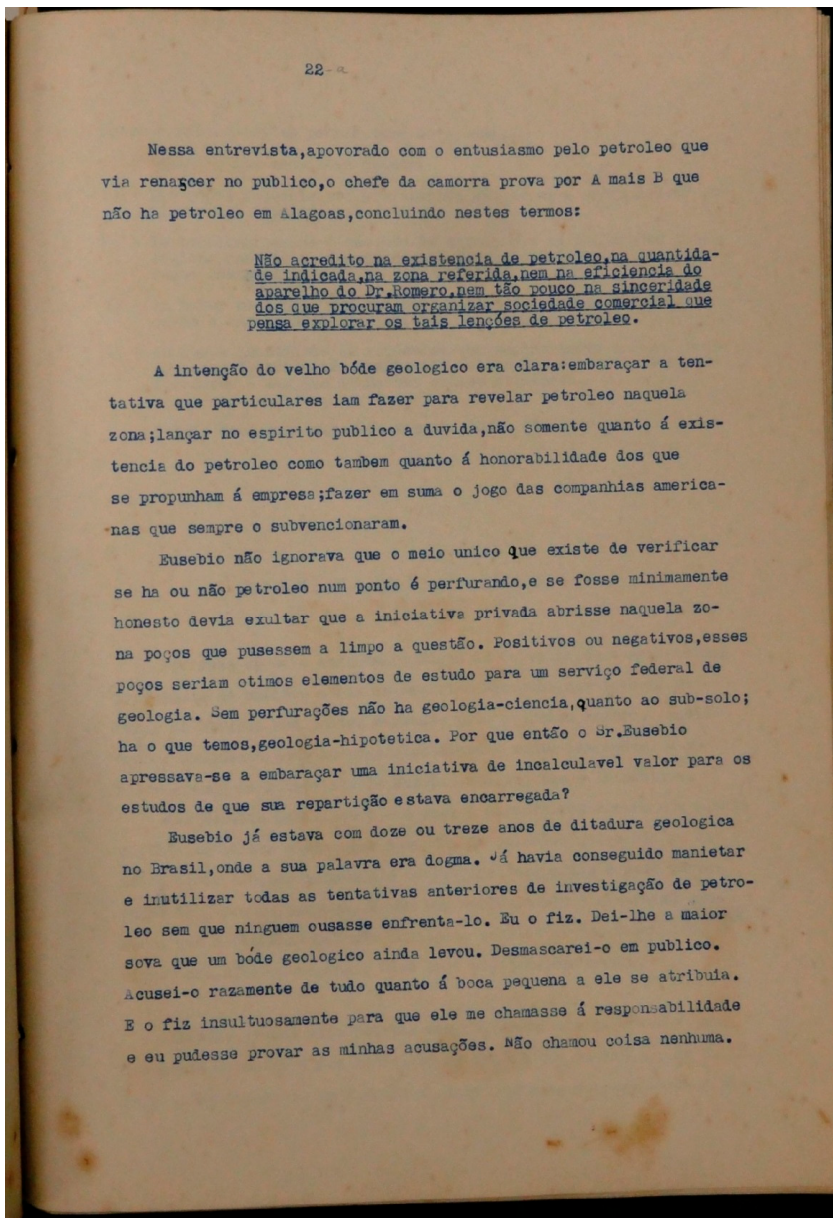 22-a
Nessa entrevista,apovorado com o entusiasmo pelo petroleo que
via renascer no publico,o chefe da camorra prova por A mais B que
não ha petroleo em Alagoas,concluindo nestes termos:
Não acredito na existencia de petroleo,na quantida-
de indicada,na zona referida,nem na eficiencia do
aparelho do Dr.Romero,nem tão pouco na sinceridade
dos que procuram organizar sociedade comercial que
pensa explorar os tais lenções de petroleo.
A intenção do velho bóde geologico era clara:embaraçar a ten-
tativa que particulares iam fazer para revelar petroleo naquela
zona;lançar no espirito publico a duvida,não somente quanto á exis-
tencia do petroleo como tambem quanto á honorabilidade dos que
se propunham á empresa;fazer em suma o jogo das companhias america-
-nas que sempre o subvencionaram.
Eusebio não ignorava que o meio unico que existe de verificar
se ha ou não petroleo num ponto é perfurando,e se fosse minimamente
honesto devia exultar que a iniciativa privada abrisse naquela zo-
na poços que pusessem a limpo a questão. Positivos ou negativos,esses
poços seriam otimos elementos de estudo para um serviço federal de
geologia. Sem perfurações não ha geologia-ciencia,quanto ao sub-solo;
ha o que temos,geologia-hipotetica. Por que então o Sr.Eusebio
apressava-se a embaraçar uma iniciativa de incalculavel valor para os
estudos de que sua repartição estava encarregada?
Eusebio já estava com doze ou treze anos de ditadura geologica
no Brasil,onde a sua palavra era dogma. Já havia conseguido manietar
e inutilizar todas as tentativas anteriores de investigação de petro-
leo sem que ninguem ousasse enfrenta-lo. Eu o fiz. Dei-lhe a maior
sova que um bóde geologico ainda levou. Desmascarei-o em publico.
Acusei-o razamente de tudo quanto á boca pequena a ele se atribuia.
E o fiz insultuosamente para que ele me chamasse á responsabilidade
e eu pudesse provar as minhas acusações. Não chamou coisa nenhuma.